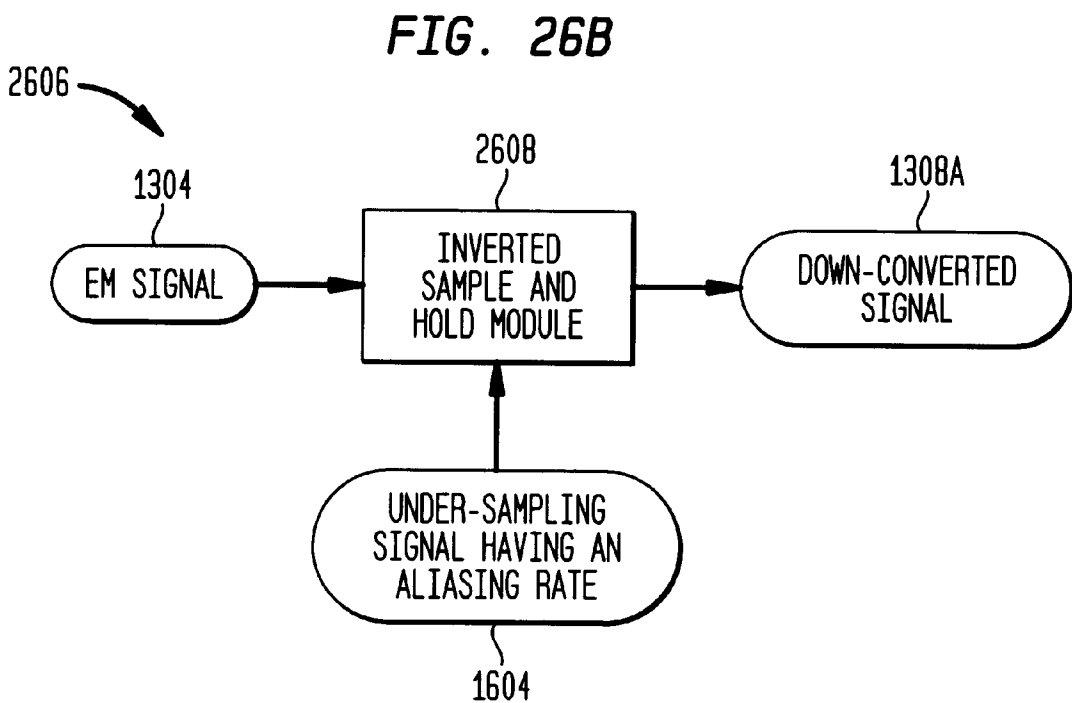 FIG. 26B
2606
1304
2608
1308A
EM SIGNAL
INVERTED
SAMPLE AND
HOLD MODULE
DOWN-CONVERTED
SIGNAL
UNDER-SAMPLING
SIGNAL HAVING AN
ALIASING RATE
1604